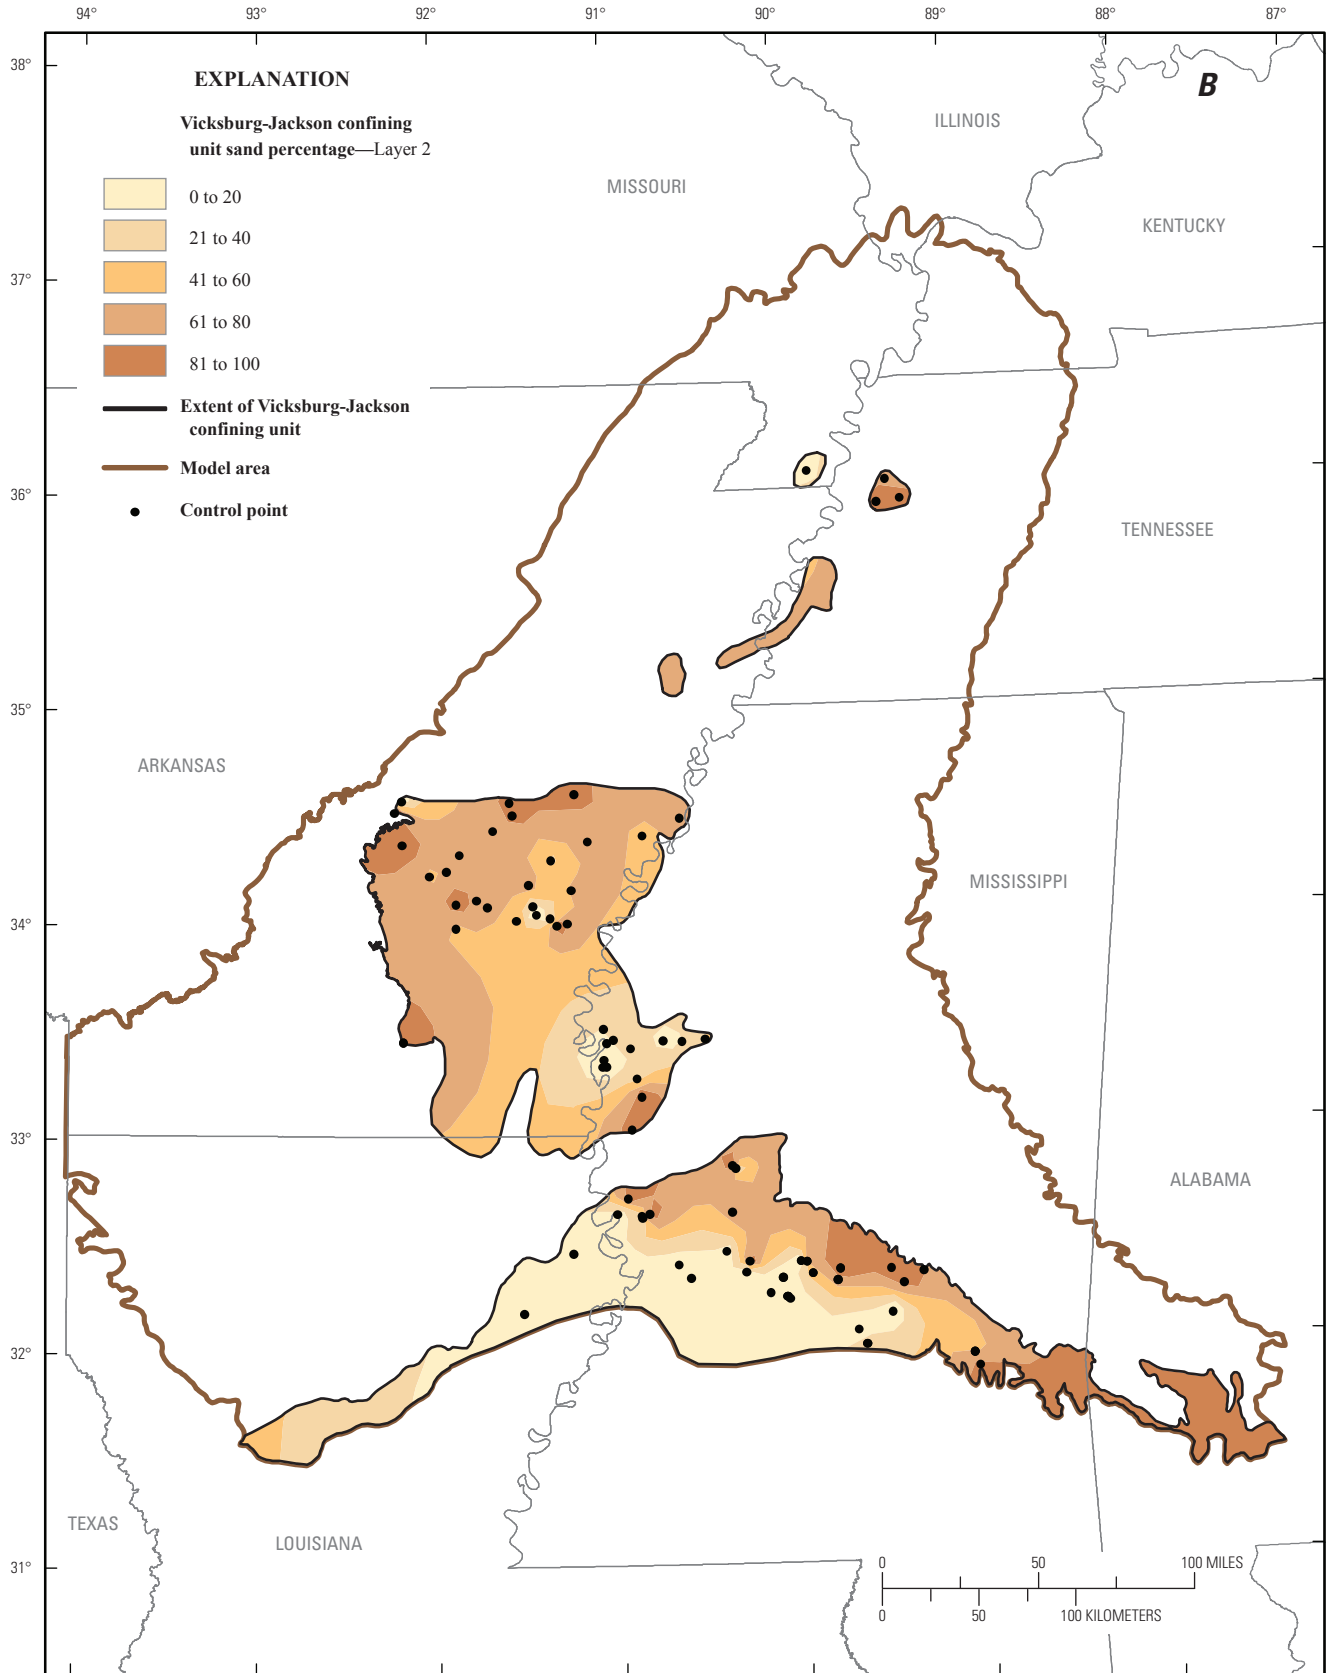 94° 93° 92° 91° 90° 89° 88° 87°
38°
37°
36°
35°
34°
33°
32°
31°
B
EXPLANATION
Vicksburg-Jackson confining
unit sand percentage—Layer 2
0 to 20
21 to 40
41 to 60
61 to 80
81 to 100
Extent of Vicksburg-Jackson
confining unit
Model area
Control point
ILLINOIS
MISSOURI
KENTUCKY
TENNESSEE
ARKANSAS
MISSISSIPPI
ALABAMA
TEXAS
LOUISIANA
0 50 100 MILES
0 50 100 KILOMETERS